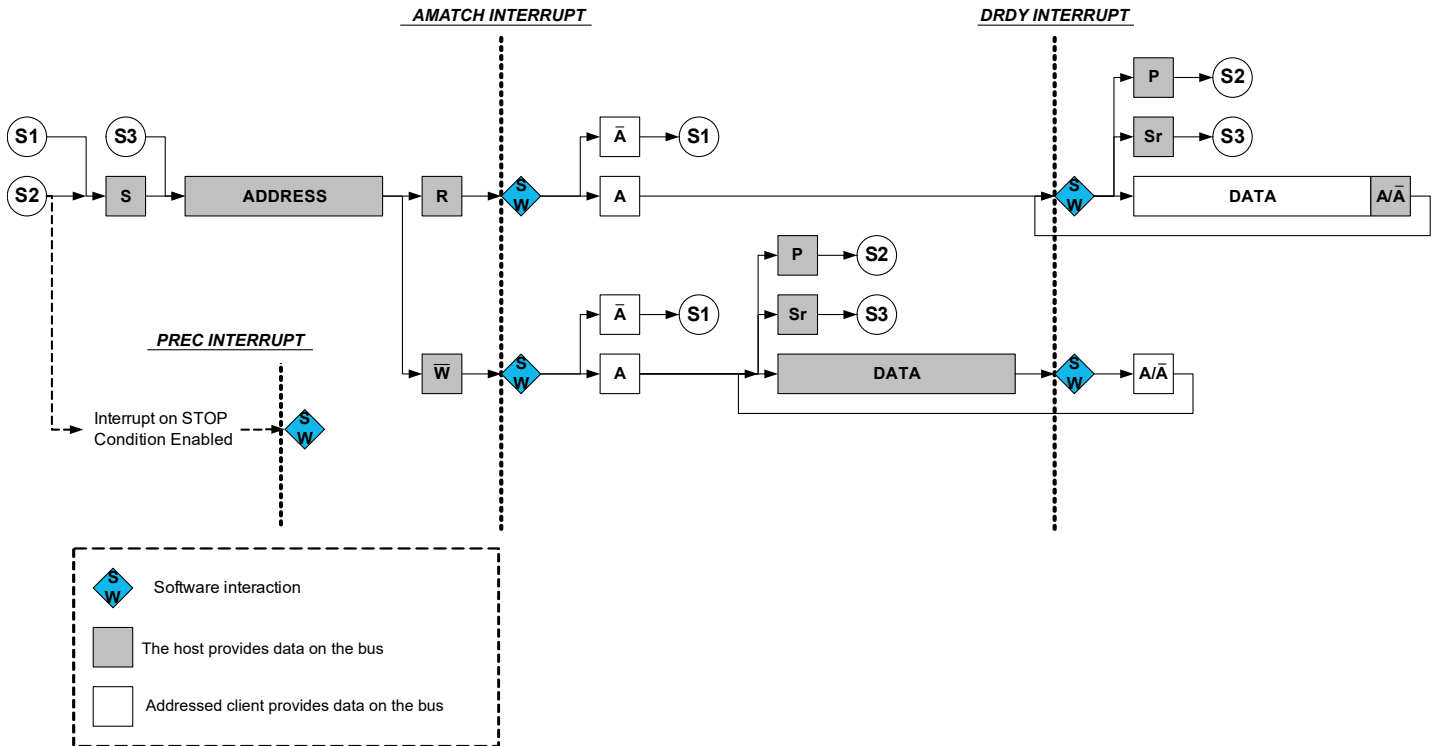 AMATCH INTERRUPT
DRDY INTERRUPT
P
S2
S1
S3
A̅
S1
Sr
S3
S2
S
ADDRESS
R
S
W
A
S
W
DATA
A/A̅
P
S2
A̅
S1
Sr
S3
PREC INTERRUPT
W̅
S
W
A
DATA
S
W
A/A̅
Interrupt on STOP
Condition Enabled
S
W
S
W
Software interaction
The host provides data on the bus
Addressed client provides data on the bus